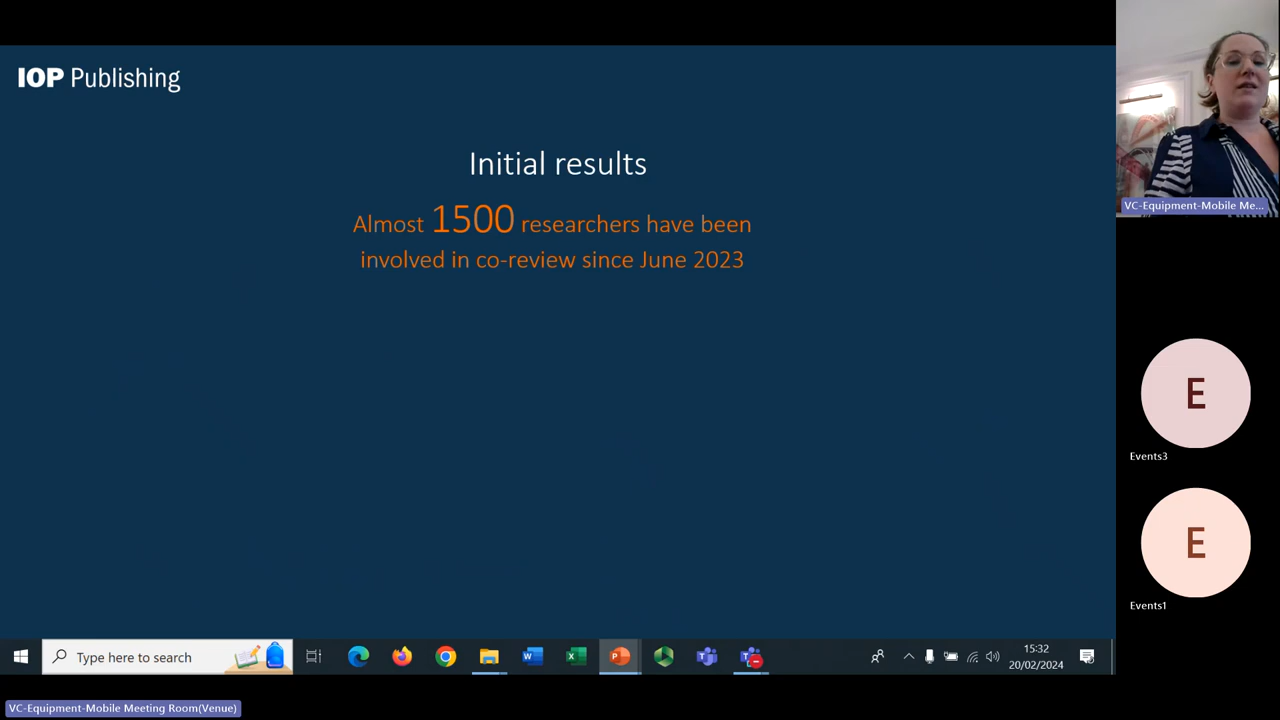 IOP Publishing
Initial results
Almost 1500 researchers have been
involved in co-review since June 2023
VC-Equipment-Mobile Me...
E
Events3
E
Events1
Type here to search
15:32
20/02/2024
VC-Equipment-Mobile Meeting Room(Venue)